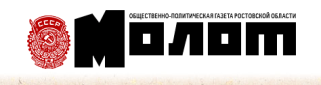 СССР
ОБЩЕСТВЕННО-ПОЛИТИЧЕСКАЯ ГАЗЕТА РОСТОВСКОЙ ОБЛАСТИ
Молот